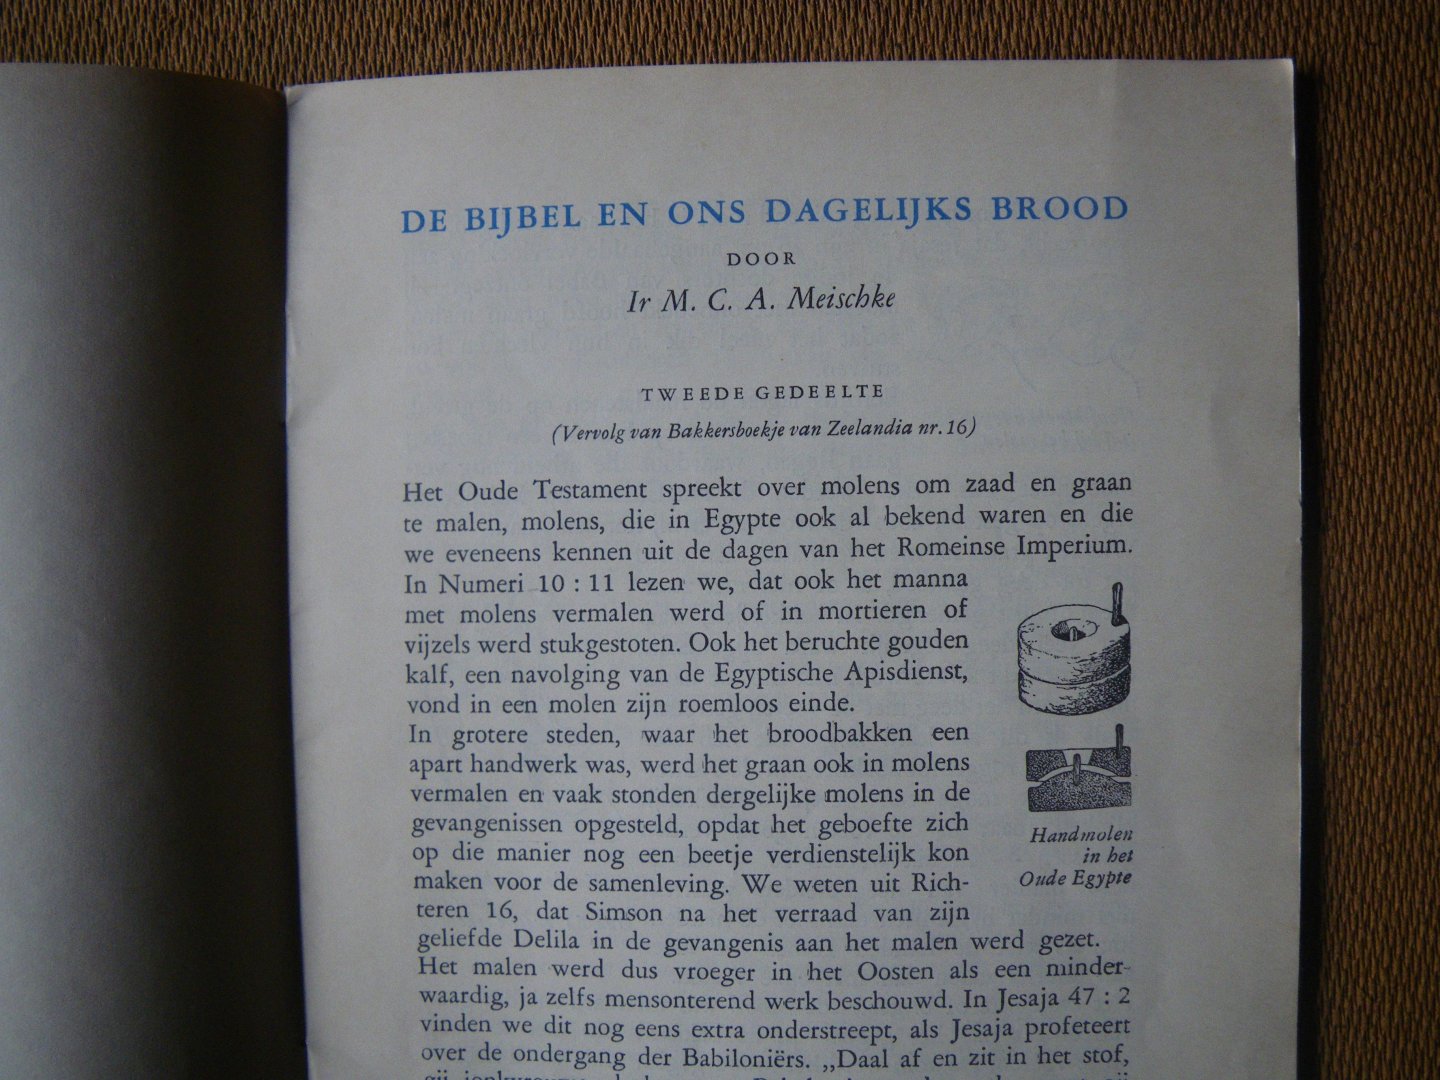 DE BIJBEL EN ONS DAGELIJKS BROOD
DOOR
Ir M. C. A. Meischke
TWEEDE GEDEELTE
(Vervolg van Bakkersboekje van Zeelandia nr. 16)
Het Oude Testament spreekt over molens om zaad en graan
te malen, molens, die in Egypte ook al bekend waren en die
we eveneens kennen uit de dagen van het Romeinse Imperium.
In Numeri 10 : 11 lezen we, dat ook het manna
met molens vermalen werd of in mortieren of
vijzels werd stukgestoten. Ook het beruchte gouden
kalf, een navolging van de Egyptische Apisdienst,
vond in een molen zijn roemloos einde.
In grotere steden, waar het broodbakken een
apart handwerk was, werd het graan ook in molens
vermalen en vaak stonden dergelijke molens in de
gevangenissen opgesteld, opdat het geboefte zich
op die manier nog een beetje verdienstelijk kon
maken voor de samenleving. We weten uit Rich-
teren 16, dat Simson na het verraad van zijn
geliefde Delila in de gevangenis aan het malen werd gezet.
Het malen werd dus vroeger in het Oosten als een minder-
waardig, ja zelfs mensonterend werk beschouwd. In Jesaja 47 : 2
vinden we dit nog eens extra onderstreept, als Jesaja profeteert
over de ondergang der Babiloniërs. „Daal af en zit in het stof,
Handmolen
in het
Oude Egypte